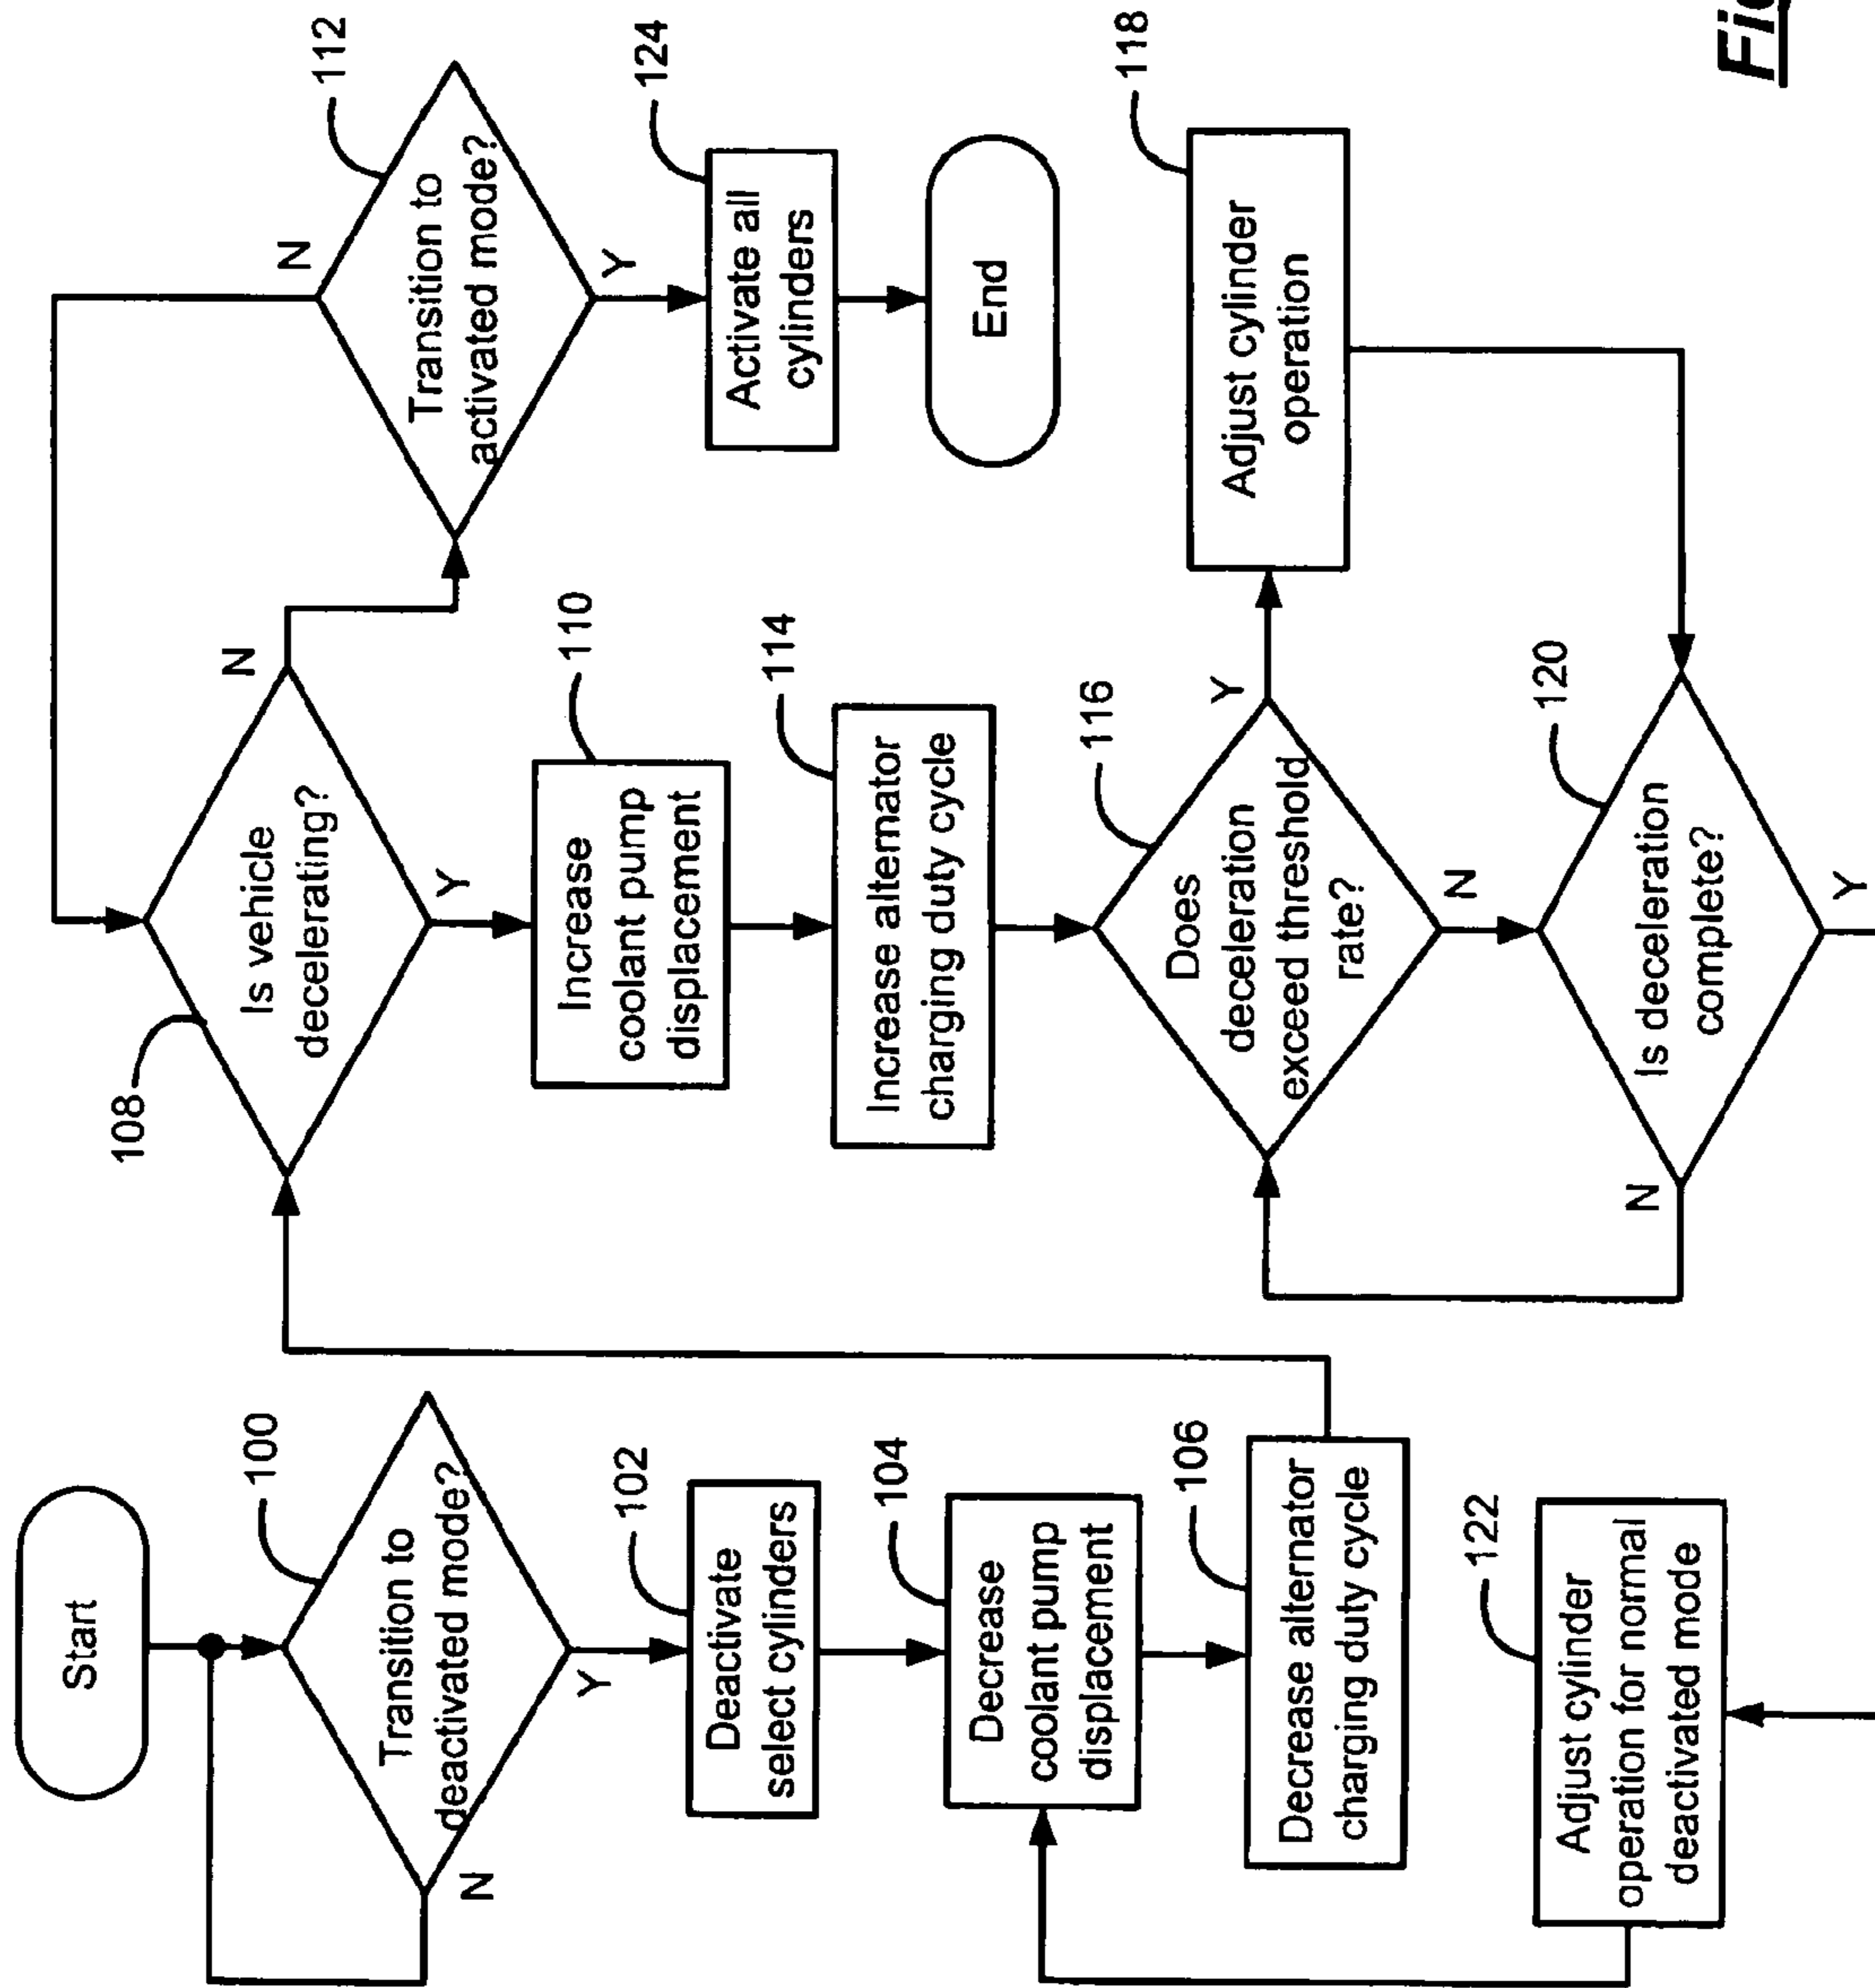 Start
100
Transition to
deactivated mode?
N
Y
102
Deactivate
select cylinders
104
Decrease
coolant pump
displacement
106
Decrease alternator
charging duty cycle
122
Adjust cylinder
operation for normal
deactivated mode
108
Is vehicle
decelerating?
N
Y
110
Increase
coolant pump
displacement
114
Increase alternator
charging duty cycle
116
Does
deceleration
exceed threshold
rate?
Y
N
120
Is deceleration
complete?
N
Y
112
Transition to
activated mode?
N
Y
124
Activate all
cylinders
End
118
Adjust cylinder
operation